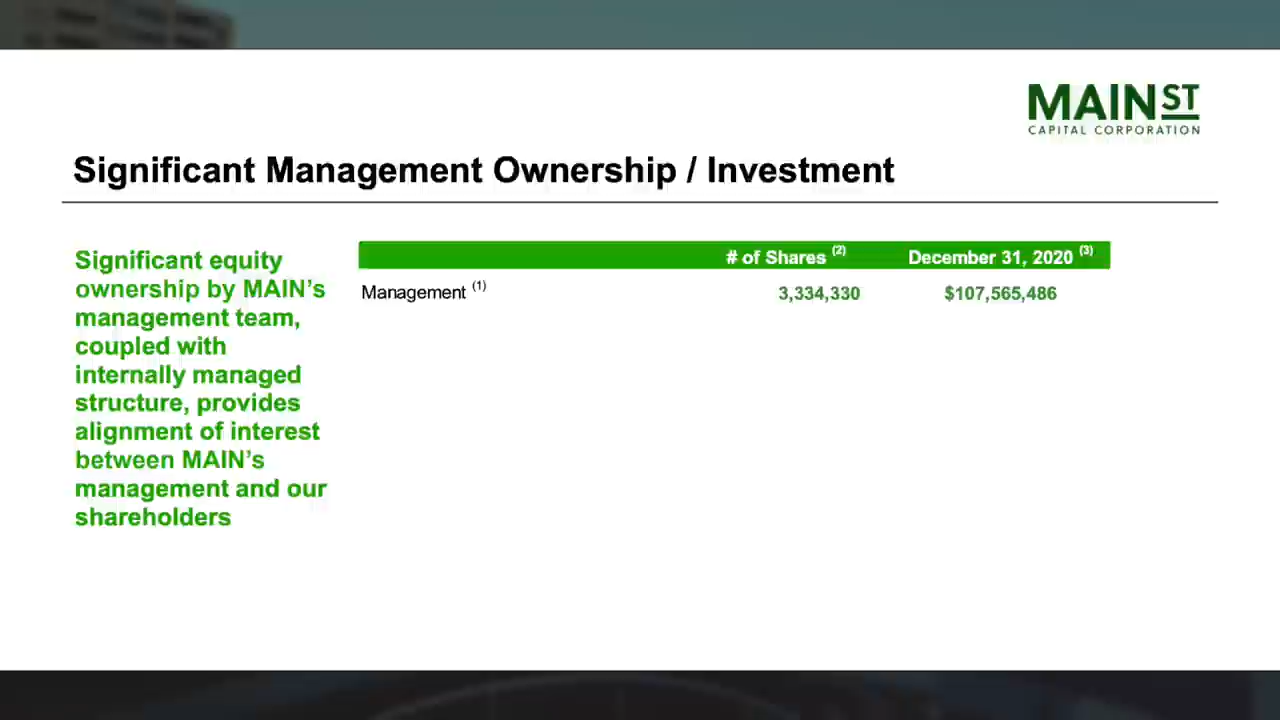 MAIN ST
CAPITAL CORPORATION
Significant Management Ownership / Investment
Significant equity
ownership by MAIN’s
management team,
coupled with
internally managed
structure, provides
alignment of interest
between MAIN’s
management and our
shareholders
# of Shares (2) December 31, 2020 (3)
Management (1) 3,334,330 $107,565,486